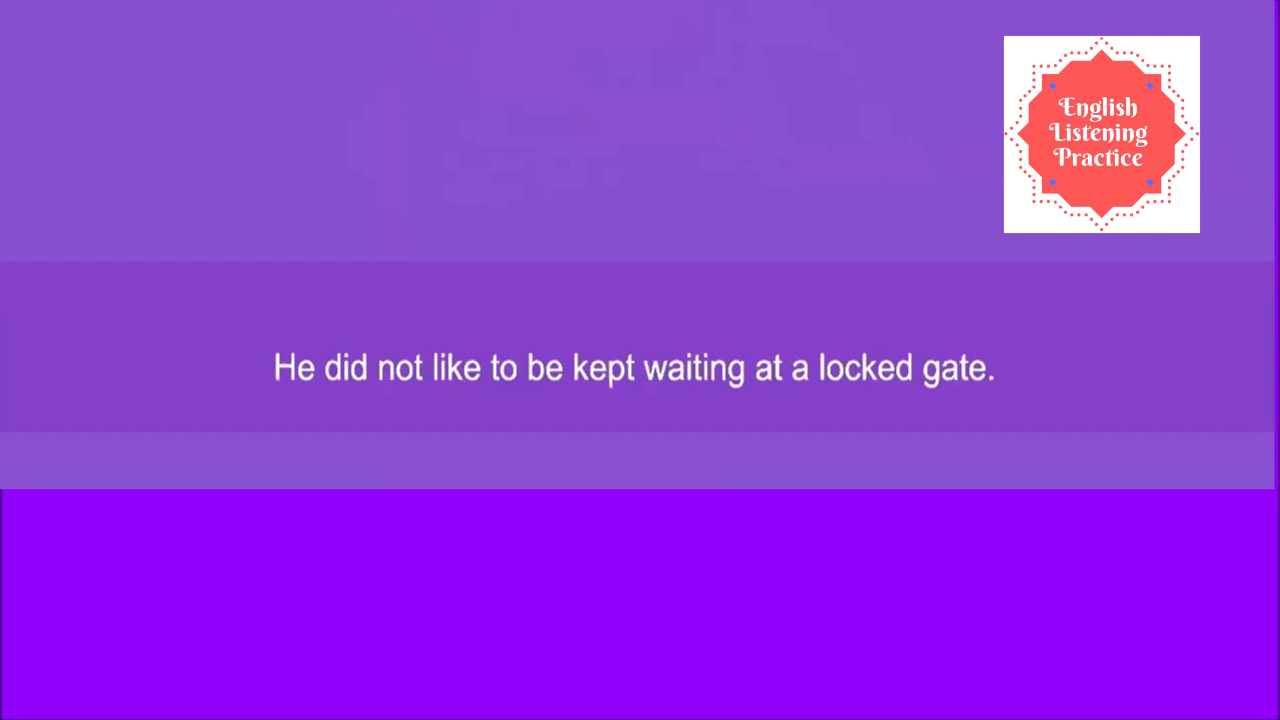 English
Listening
Practice
He did not like to be kept waiting at a locked gate.